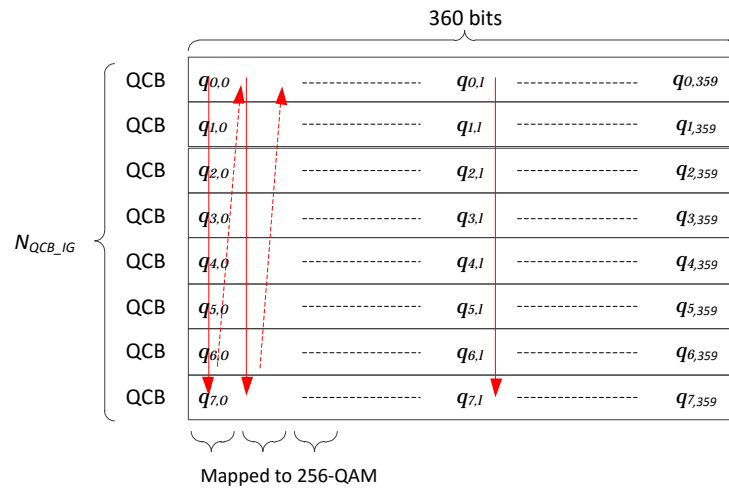 360 bits
QCB q0,0 q0,l q0,359
QCB q1,0 q1,l q1,359
QCB q2,0 q2,l q2,359
QCB q3,0 q3,l q3,359
NQCB_IG
QCB q4,0 q4,l q4,359
QCB q5,0 q5,l q5,359
QCB q6,0 q6,l q6,359
QCB q7,0 q7,l q7,359
Mapped to 256-QAM